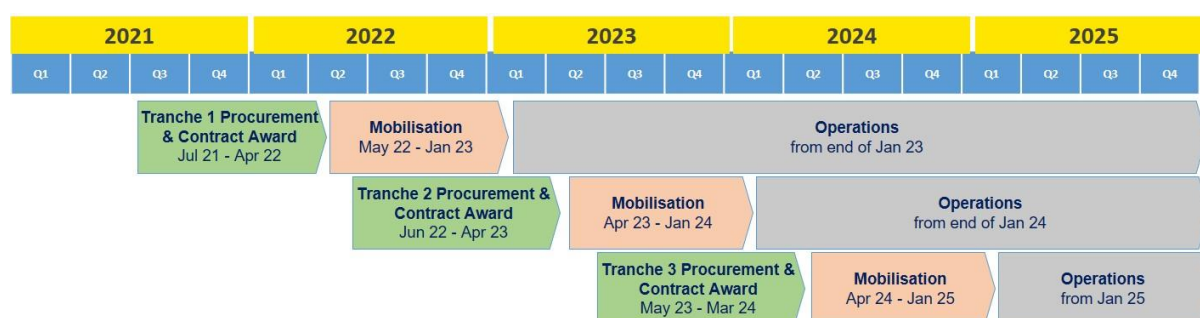 2021 2022 2023 2024 2025
Q1 Q2 Q3 Q4 Q1 Q2 Q3 Q4 Q1 Q2 Q3 Q4 Q1 Q2 Q3 Q4 Q1 Q2 Q3 Q4
Tranche 1 Procurement
& Contract Award
Jul 21 - Apr 22
Mobilisation
May 22 - Jan 23
Operations
from end of Jan 23
Tranche 2 Procurement &
Contract Award
Jun 22 - Apr 23
Mobilisation
Apr 23 - Jan 24
Operations
from end of Jan 24
Tranche 3 Procurement &
Contract Award
May 23 - Mar 24
Mobilisation
Apr 24 - Jan 25
Operations
from Jan 25